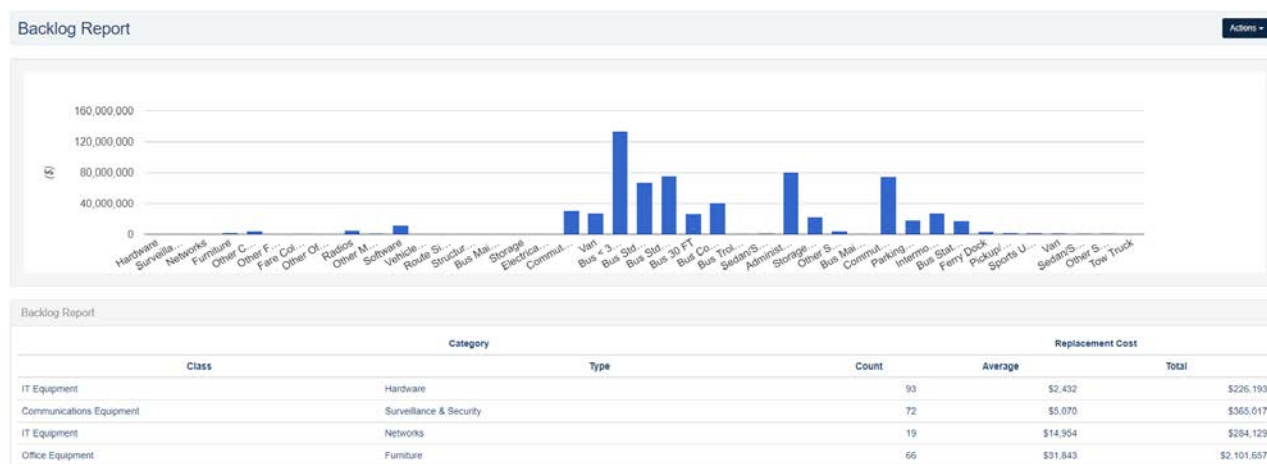 Backlog Report
Actions
160,000,000
120,000,000
80,000,000
40,000,000
0
($)
Hardware
Surveilla...
Networks
Furniture
Other C...
Other F...
Fare Col...
Other Of...
Radios
Other M...
Software
Vehicle...
Route Si...
Structur...
Bus Mai...
Storage
Electrica...
Commut...
Van
Bus < 3...
Bus Std...
Bus Std...
Bus 30 FT
Bus Co...
Bus Trol...
Sedan/S...
Administ...
Storage...
Other S...
Bus Mai...
Commut...
Parking...
Intermo...
Bus Stat...
Ferry Dock
Pickup/...
Sports U...
Van
Sedan/S...
Other S...
Tow Truck
Backlog Report
Category Replacement Cost
Class Type Count Average Total
IT Equipment Hardware 93 $2,432 $226,193
Communications Equipment Surveillance & Security 72 $5,070 $365,017
IT Equipment Networks 19 $14,954 $284,129
Office Equipment Furniture 66 $31,843 $2,101,657